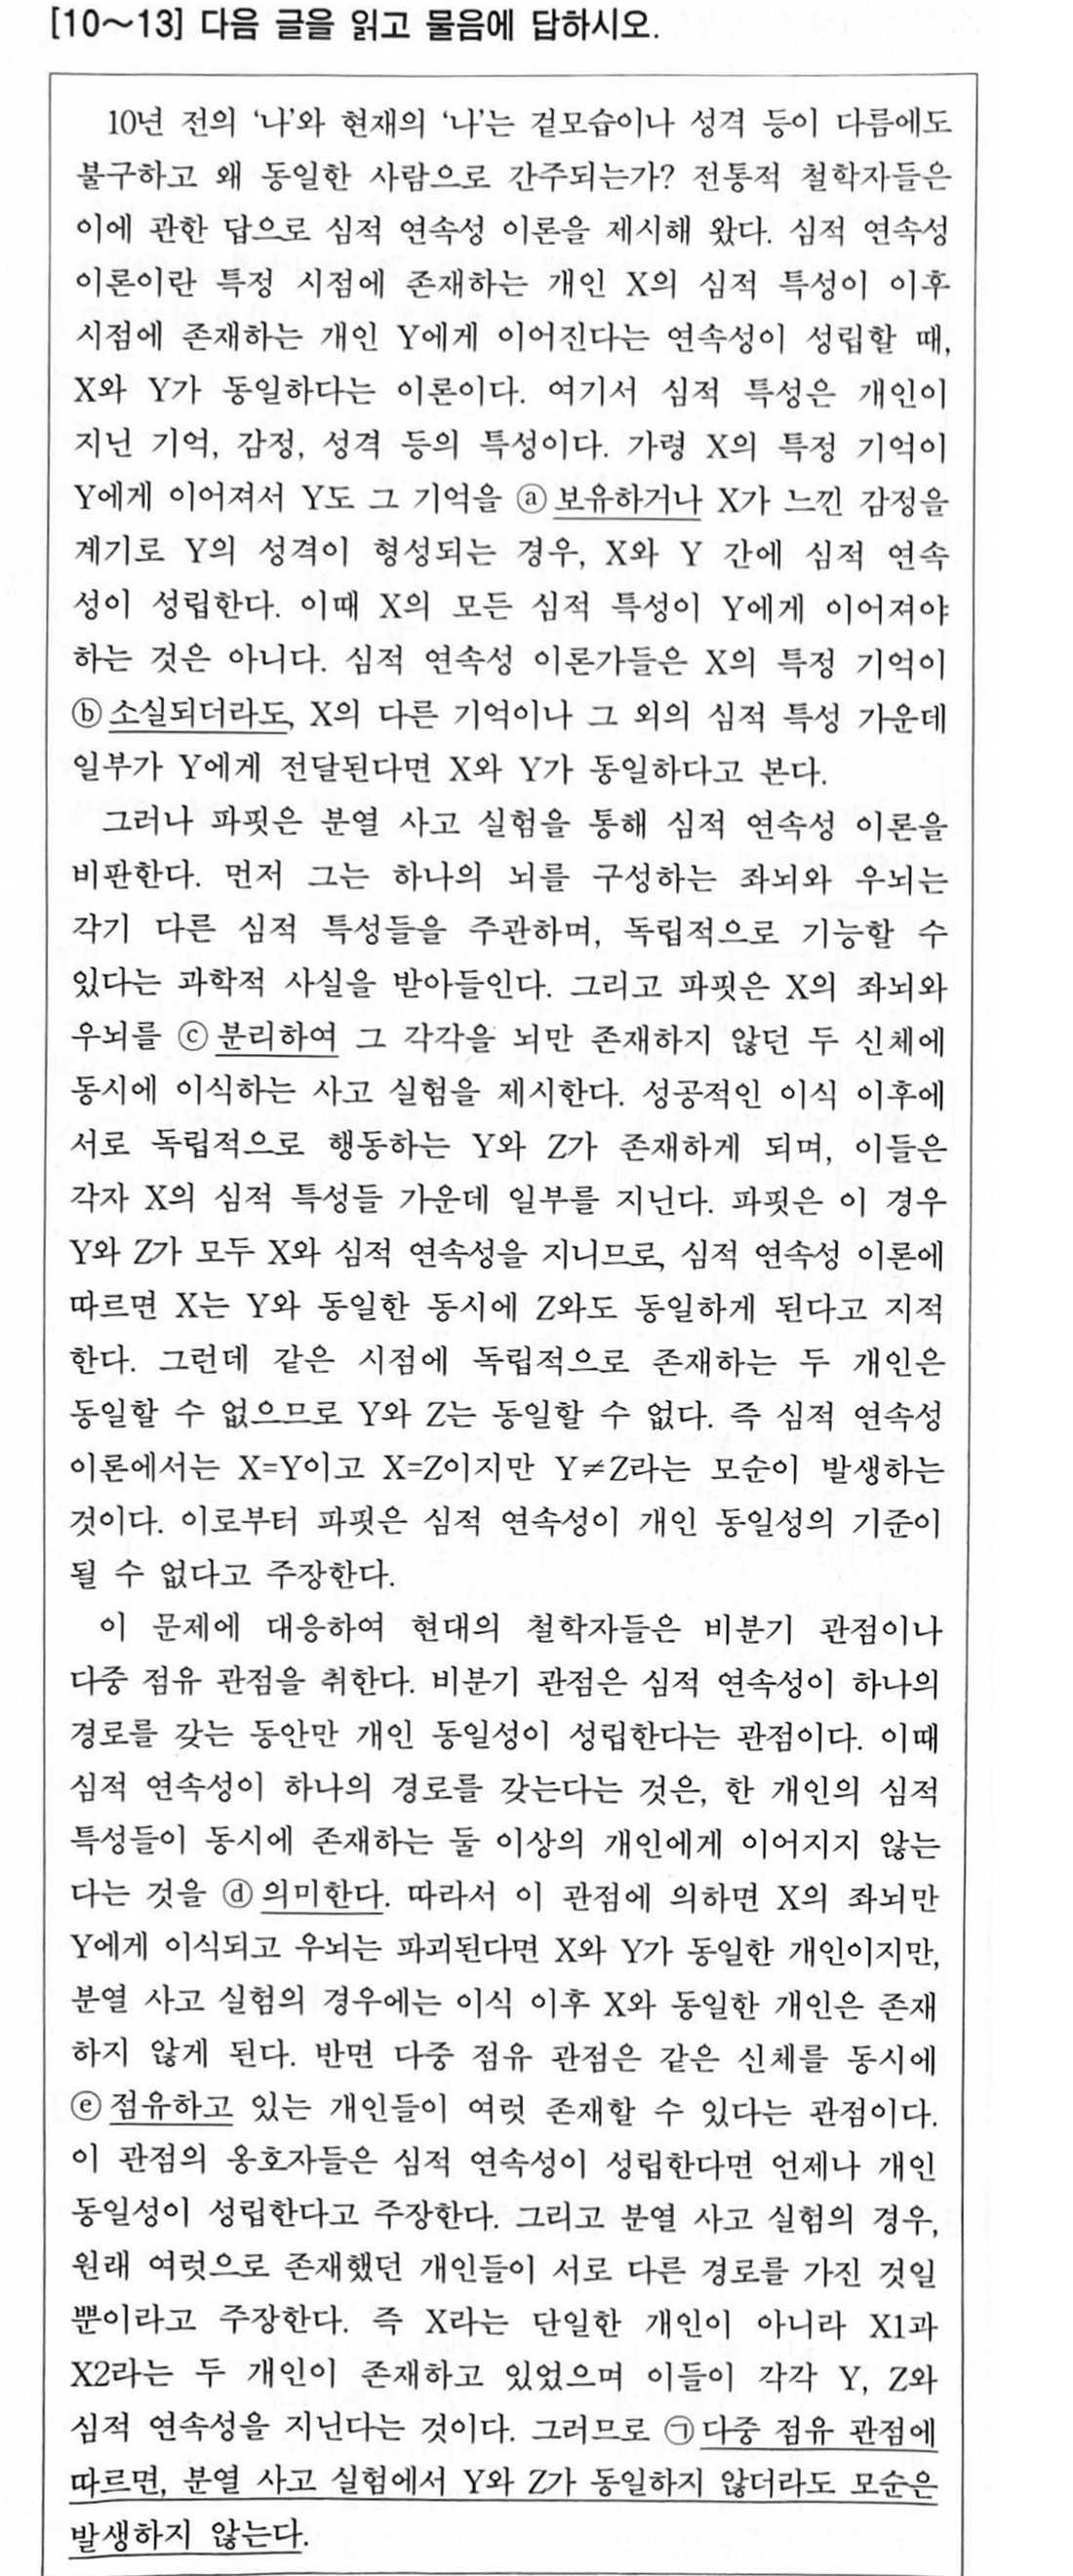 [10～13] 다음 글을 읽고 물음에 답하시오.
10년 전의 ‘나’와 현재의 ‘나’는 겉모습이나 성격 등이 다름에도
불구하고 왜 동일한 사람으로 간주되는가? 전통적 철학자들은
이에 관한 답으로 심적 연속성 이론을 제시해 왔다. 심적 연속성
이론이란 특정 시점에 존재하는 개인 X의 심적 특성이 이후
시점에 존재하는 개인 Y에게 이어진다는 연속성이 성립할 때,
X와 Y가 동일하다는 이론이다. 여기서 심적 특성은 개인이
지닌 기억, 감정, 성격 등의 특성이다. 가령 X의 특정 기억이
Y에게 이어져서 Y도 그 기억을 ⓐ보유하거나 X가 느낀 감정을
계기로 Y의 성격이 형성되는 경우, X와 Y 간에 심적 연속
성이 성립한다. 이때 X의 모든 심적 특성이 Y에게 이어져야
하는 것은 아니다. 심적 연속성 이론가들은 X의 특정 기억이
ⓑ소실되더라도, X의 다른 기억이나 그 외의 심적 특성 가운데
일부가 Y에게 전달된다면 X와 Y가 동일하다고 본다.
그러나 파핏은 분열 사고 실험을 통해 심적 연속성 이론을
비판한다. 먼저 그는 하나의 뇌를 구성하는 좌뇌와 우뇌는
각기 다른 심적 특성들을 주관하며, 독립적으로 기능할 수
있다는 과학적 사실을 받아들인다. 그리고 파핏은 X의 좌뇌와
우뇌를 ⓒ분리하여 그 각각을 뇌만 존재하지 않던 두 신체에
동시에 이식하는 사고 실험을 제시한다. 성공적인 이식 이후에
서로 독립적으로 행동하는 Y와 Z가 존재하게 되며, 이들은
각자 X의 심적 특성들 가운데 일부를 지닌다. 파핏은 이 경우
Y와 Z가 모두 X와 심적 연속성을 지니므로, 심적 연속성 이론에
따르면 X는 Y와 동일한 동시에 Z와도 동일하게 된다고 지적
한다. 그런데 같은 시점에 독립적으로 존재하는 두 개인은
동일할 수 없으므로 Y와 Z는 동일할 수 없다. 즉 심적 연속성
이론에서는 X=Y이고 X=Z이지만 Y≠Z라는 모순이 발생하는
것이다. 이로부터 파핏은 심적 연속성이 개인 동일성의 기준이
될 수 없다고 주장한다.
이 문제에 대응하여 현대의 철학자들은 비분기 관점이나
다중 점유 관점을 취한다. 비분기 관점은 심적 연속성이 하나의
경로를 갖는 동안만 개인 동일성이 성립한다는 관점이다. 이때
심적 연속성이 하나의 경로를 갖는다는 것은, 한 개인의 심적
특성들이 동시에 존재하는 둘 이상의 개인에게 이어지지 않는
다는 것을 ⓓ의미한다. 따라서 이 관점에 의하면 X의 좌뇌만
Y에게 이식되고 우뇌는 파괴된다면 X와 Y가 동일한 개인이지만,
분열 사고 실험의 경우에는 이식 이후 X와 동일한 개인은 존재
하지 않게 된다. 반면 다중 점유 관점은 같은 신체를 동시에
ⓔ점유하고 있는 개인들이 여럿 존재할 수 있다는 관점이다.
이 관점의 옹호자들은 심적 연속성이 성립한다면 언제나 개인
동일성이 성립한다고 주장한다. 그리고 분열 사고 실험의 경우,
원래 여럿으로 존재했던 개인들이 서로 다른 경로를 가진 것일
뿐이라고 주장한다. 즉 X라는 단일한 개인이 아니라 X1과
X2라는 두 개인이 존재하고 있었으며 이들이 각각 Y, Z와
심적 연속성을 지닌다는 것이다. 그러므로 ㉠다중 점유 관점에
따르면, 분열 사고 실험에서 Y와 Z가 동일하지 않더라도 모순은
발생하지 않는다.